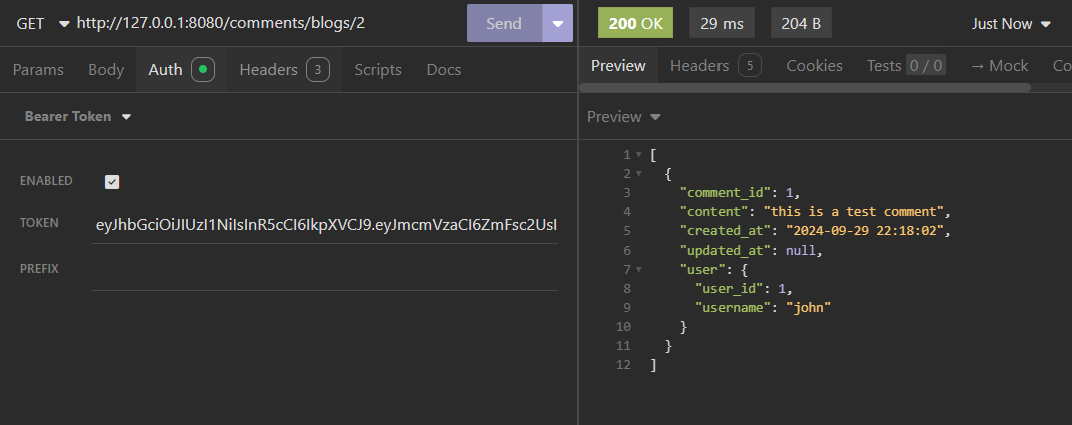 GET http://127.0.0.1:8080/comments/blogs/2 Send
200 OK 29 ms 204 B Just Now
Params Body Auth Headers 3 Scripts Docs
Preview Headers 5 Cookies Tests 0 / 0 → Mock Co
Bearer Token
Preview
ENABLED
TOKEN eyJhbGciOiJIUzI1NiIsInR5cCI6IkpXVCJ9.eyJmcmVzaCI6ZmFsc2UsI
PREFIX
1 [
2 {
3 "comment_id": 1,
4 "content": "this is a test comment",
5 "created_at": "2024-09-29 22:18:02",
6 "updated_at": null,
7 "user": {
8 "user_id": 1,
9 "username": "john"
10 }
11 }
12 ]